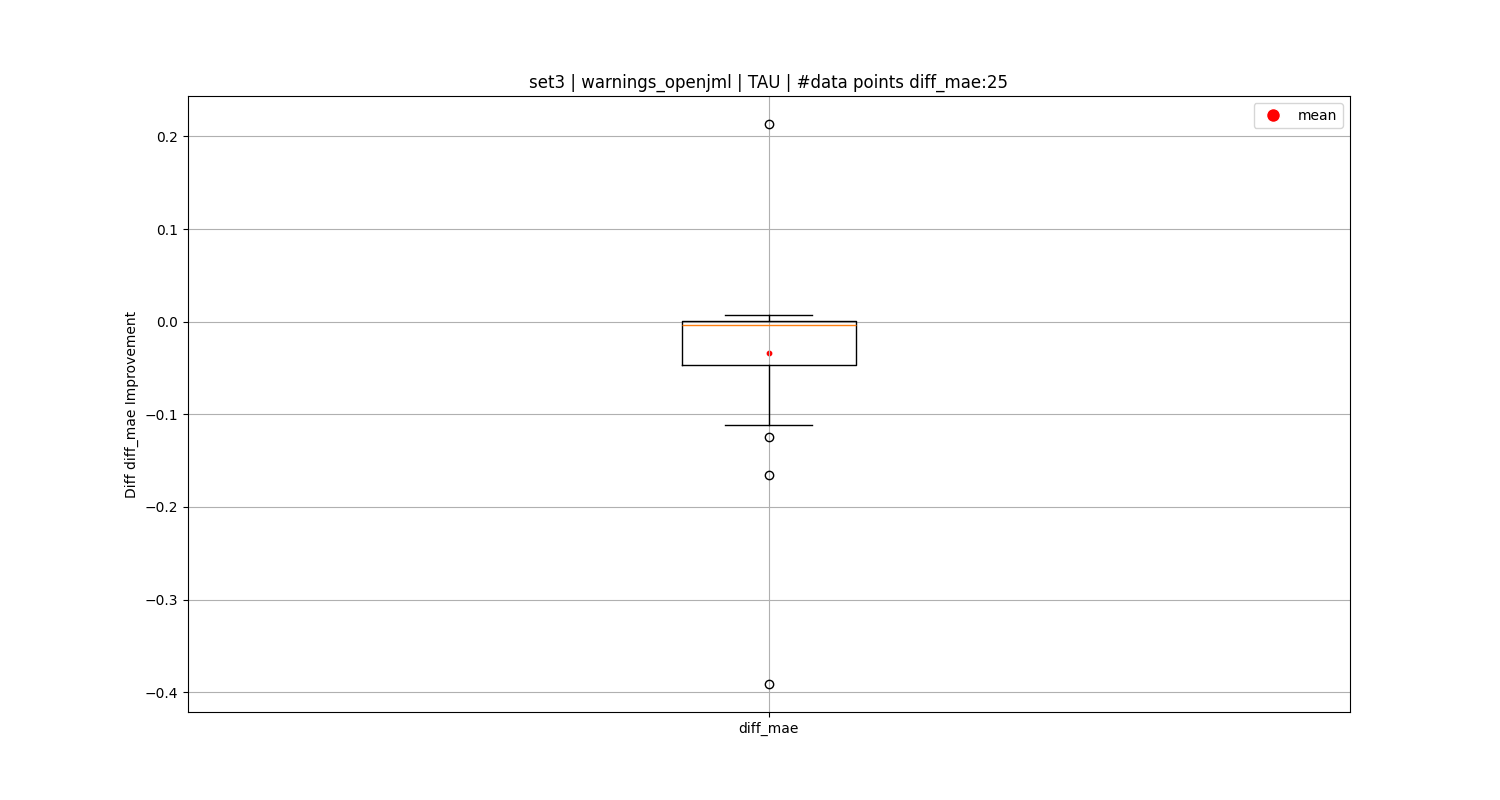 set3 | warnings_openjml | TAU | #data points diff_mae:25
mean
0.2
0.1
0.0
−0.1
−0.2
−0.3
−0.4
Diff diff_mae Improvement
diff_mae